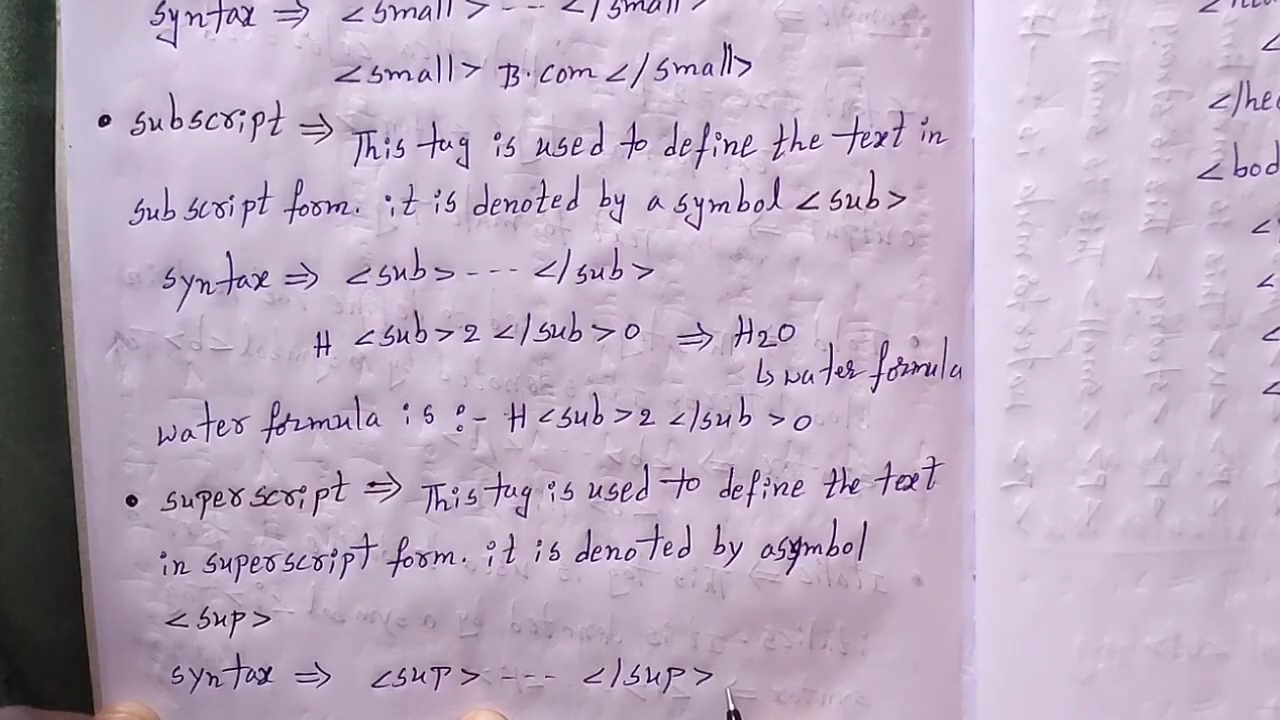 syntax ⇒ <small> --- </small>
<small> B.com </small>
• subscript ⇒ This tag is used to define the text in
subscript form. it is denoted by a symbol <sub>
syntax ⇒ <sub> --- </sub>
H <sub>2 </sub>O ⇒ H2O
↳ water formula
water formula is :- H<sub>2 </sub>O
• superscript ⇒ This tag is used to define the text
in superscript form. it is denoted by a symbol
<sup>
syntax ⇒ <sup> --- </sup>
</hea
<bod